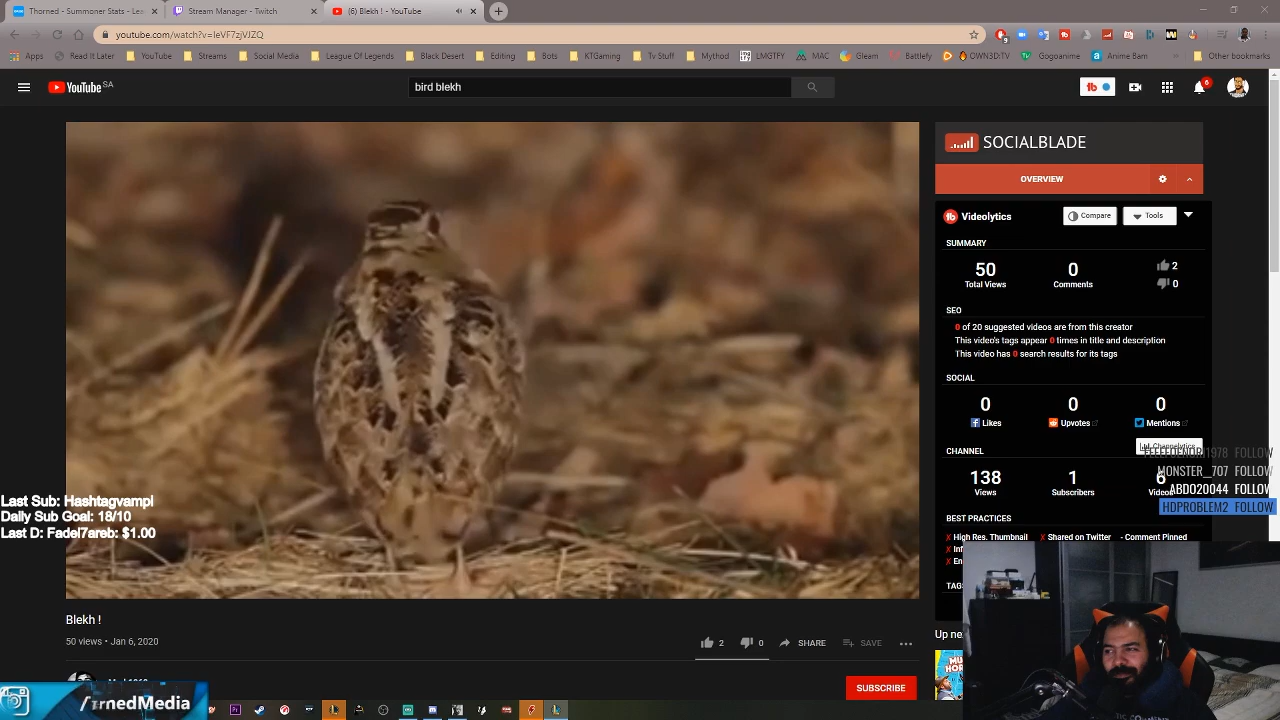 Thorned - Summoner Stats - Lea
Stream Manager - Twitch
(6) Blekh ! - YouTube
youtube.com/watch?v=IeVF7zjVJZQ
Apps
Read It Later
YouTube
Streams
Social Media
League Of Legends
Black Desert
Editing
Bots
KTGaming
Tv Stuff
Mythod
LMGTFY
MAC
Gleam
Battlefy
OWN3D TV
Gogoanime
Anime Bam
Other bookmarks
YouTube SA
bird blekh
6
SOCIALBLADE
OVERVIEW
Videolytics
Compare
Tools
SUMMARY
50
0
2
Total Views
Comments
0
SEO
0 of 20 suggested videos are from this creator
This video's tags appear 0 times in title and description
This video has 0 search results for its tags
SOCIAL
0
0
0
Likes
Upvotes
Mentions
CHANNEL
Channelytics
FOLLOW
MONSTER_707 FOLLOW
138
1
6
Views
Subscribers
ABDO20044 FOLLOW
HDPROBLEM2 FOLLOW
BEST PRACTICES
High Res. Thumbnail
Shared on Twitter
- Comment Pinned
Last Sub: Hashtagvampi
Daily Sub Goal: 18/10
Last D: Fadel7areb: $1.00
Blekh !
50 views • Jan 6, 2020
2
0
SHARE
SAVE
Up ne
SUBSCRIBE